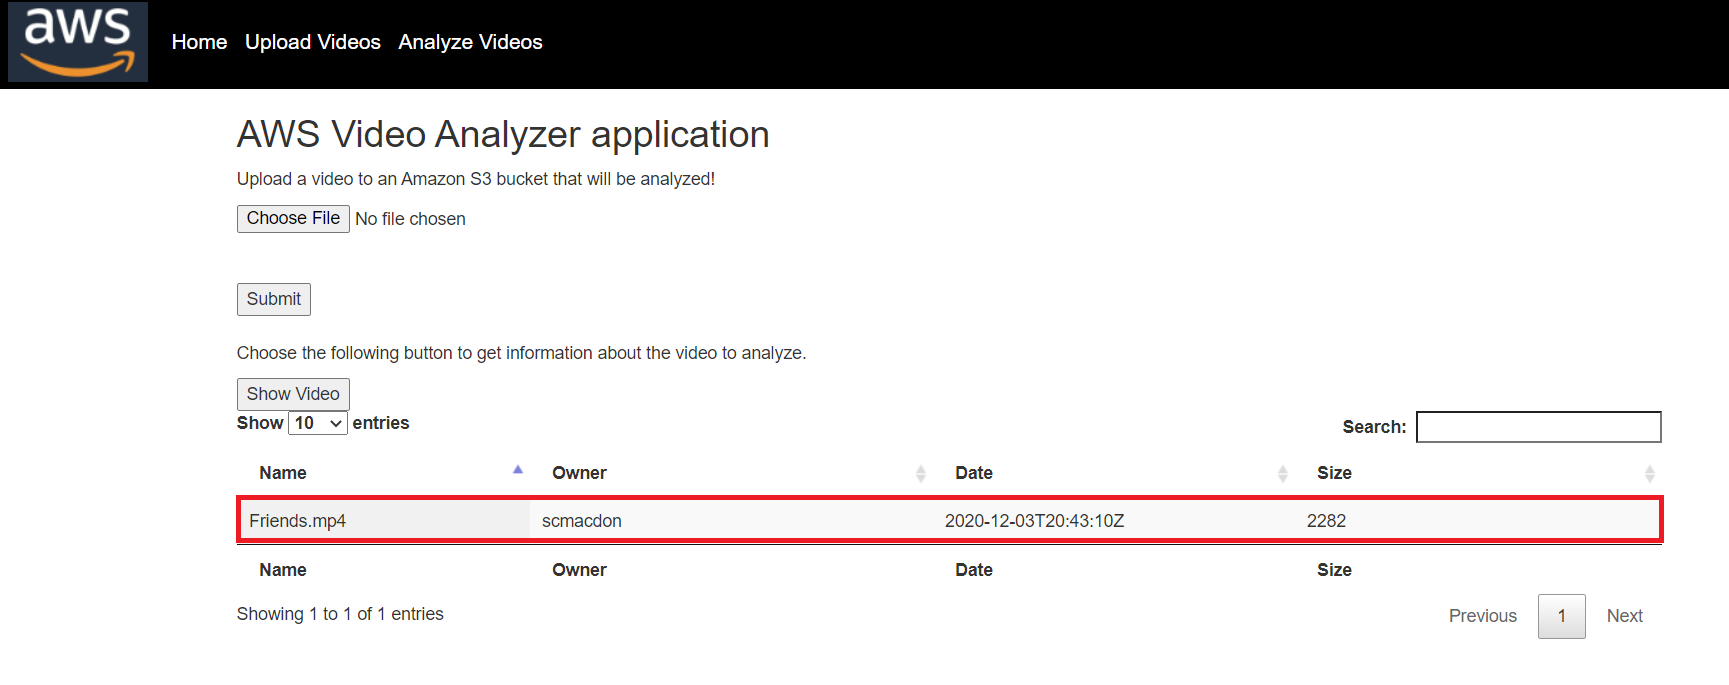 aws
Home Upload Videos Analyze Videos
AWS Video Analyzer application
Upload a video to an Amazon S3 bucket that will be analyzed!
Choose File No file chosen
Submit
Choose the following button to get information about the video to analyze.
Show Video
Show 10 entries Search:
Name Owner Date Size
Friends.mp4 scmacdon 2020-12-03T20:43:10Z 2282
Name Owner Date Size
Showing 1 to 1 of 1 entries Previous 1 Next